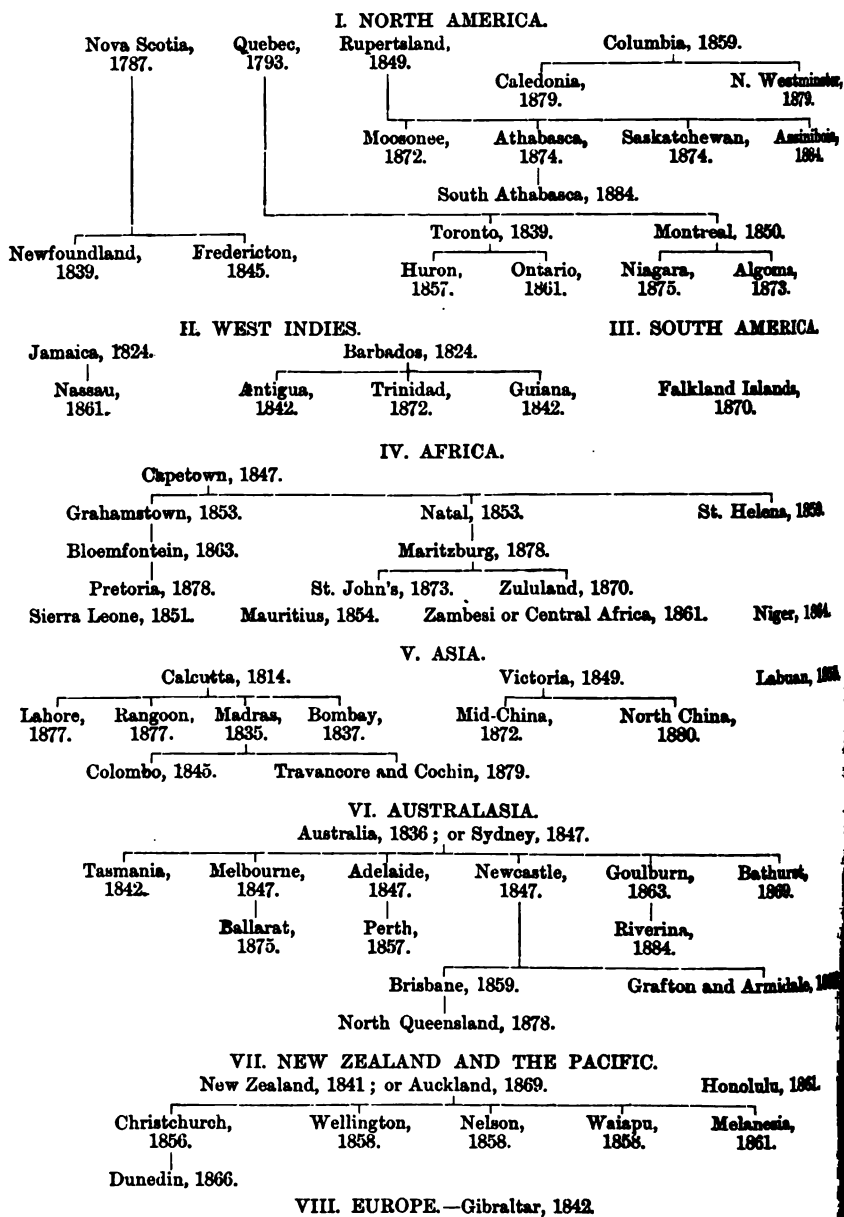 I. NORTH AMERICA.
Nova Scotia, Quebec, Rupertsland, Columbia, 1859.
1787. 1793. 1849.
Caledonia, N. Westminster,
1879. 1879.
Moosonee, Athabasca, Saskatchewan, Assiniboia,
1872. 1874. 1874. 1884.
South Athabasca, 1884.
Toronto, 1839. Montreal, 1850.
Newfoundland, Fredericton,
1839. 1845.
Huron, Ontario, Niagara, Algoma,
1857. 1861. 1875. 1873.
II. WEST INDIES. III. SOUTH AMERICA.
Jamaica, 1824. Barbados, 1824.
Nassau, Antigua, Trinidad, Guiana, Falkland Islands,
1861. 1842. 1872. 1842. 1870.
IV. AFRICA.
Capetown, 1847.
Grahamstown, 1853. Natal, 1853. St. Helena,
Bloemfontein, 1863. Maritzburg, 1878.
Pretoria, 1878. St. John's, 1873. Zululand, 1870.
Sierra Leone, 1851. Mauritius, 1854. Zambesi or Central Africa, 1861. Niger, 1864.
V. ASIA.
Calcutta, 1814. Victoria, 1849. Labuan,
Lahore, Rangoon, Madras, Bombay, Mid-China, North China,
1877. 1877. 1835. 1837. 1872. 1880.
Colombo, 1845. Travancore and Cochin, 1879.
VI. AUSTRALASIA.
Australia, 1836; or Sydney, 1847.
Tasmania, Melbourne, Adelaide, Newcastle, Goulburn, Bathurst,
1842. 1847. 1847. 1847. 1863. 1869.
Ballarat, Perth, Riverina,
1875. 1857. 1884.
Brisbane, 1859. Grafton and Armidale,
North Queensland, 1878.
VII. NEW ZEALAND AND THE PACIFIC.
New Zealand, 1841; or Auckland, 1869. Honolulu, 1861.
Christchurch, Wellington, Nelson, Waiapu, Melanesia,
1856. 1858. 1858. 1858. 1861.
Dunedin, 1866.
VIII. EUROPE.—Gibraltar, 1842.